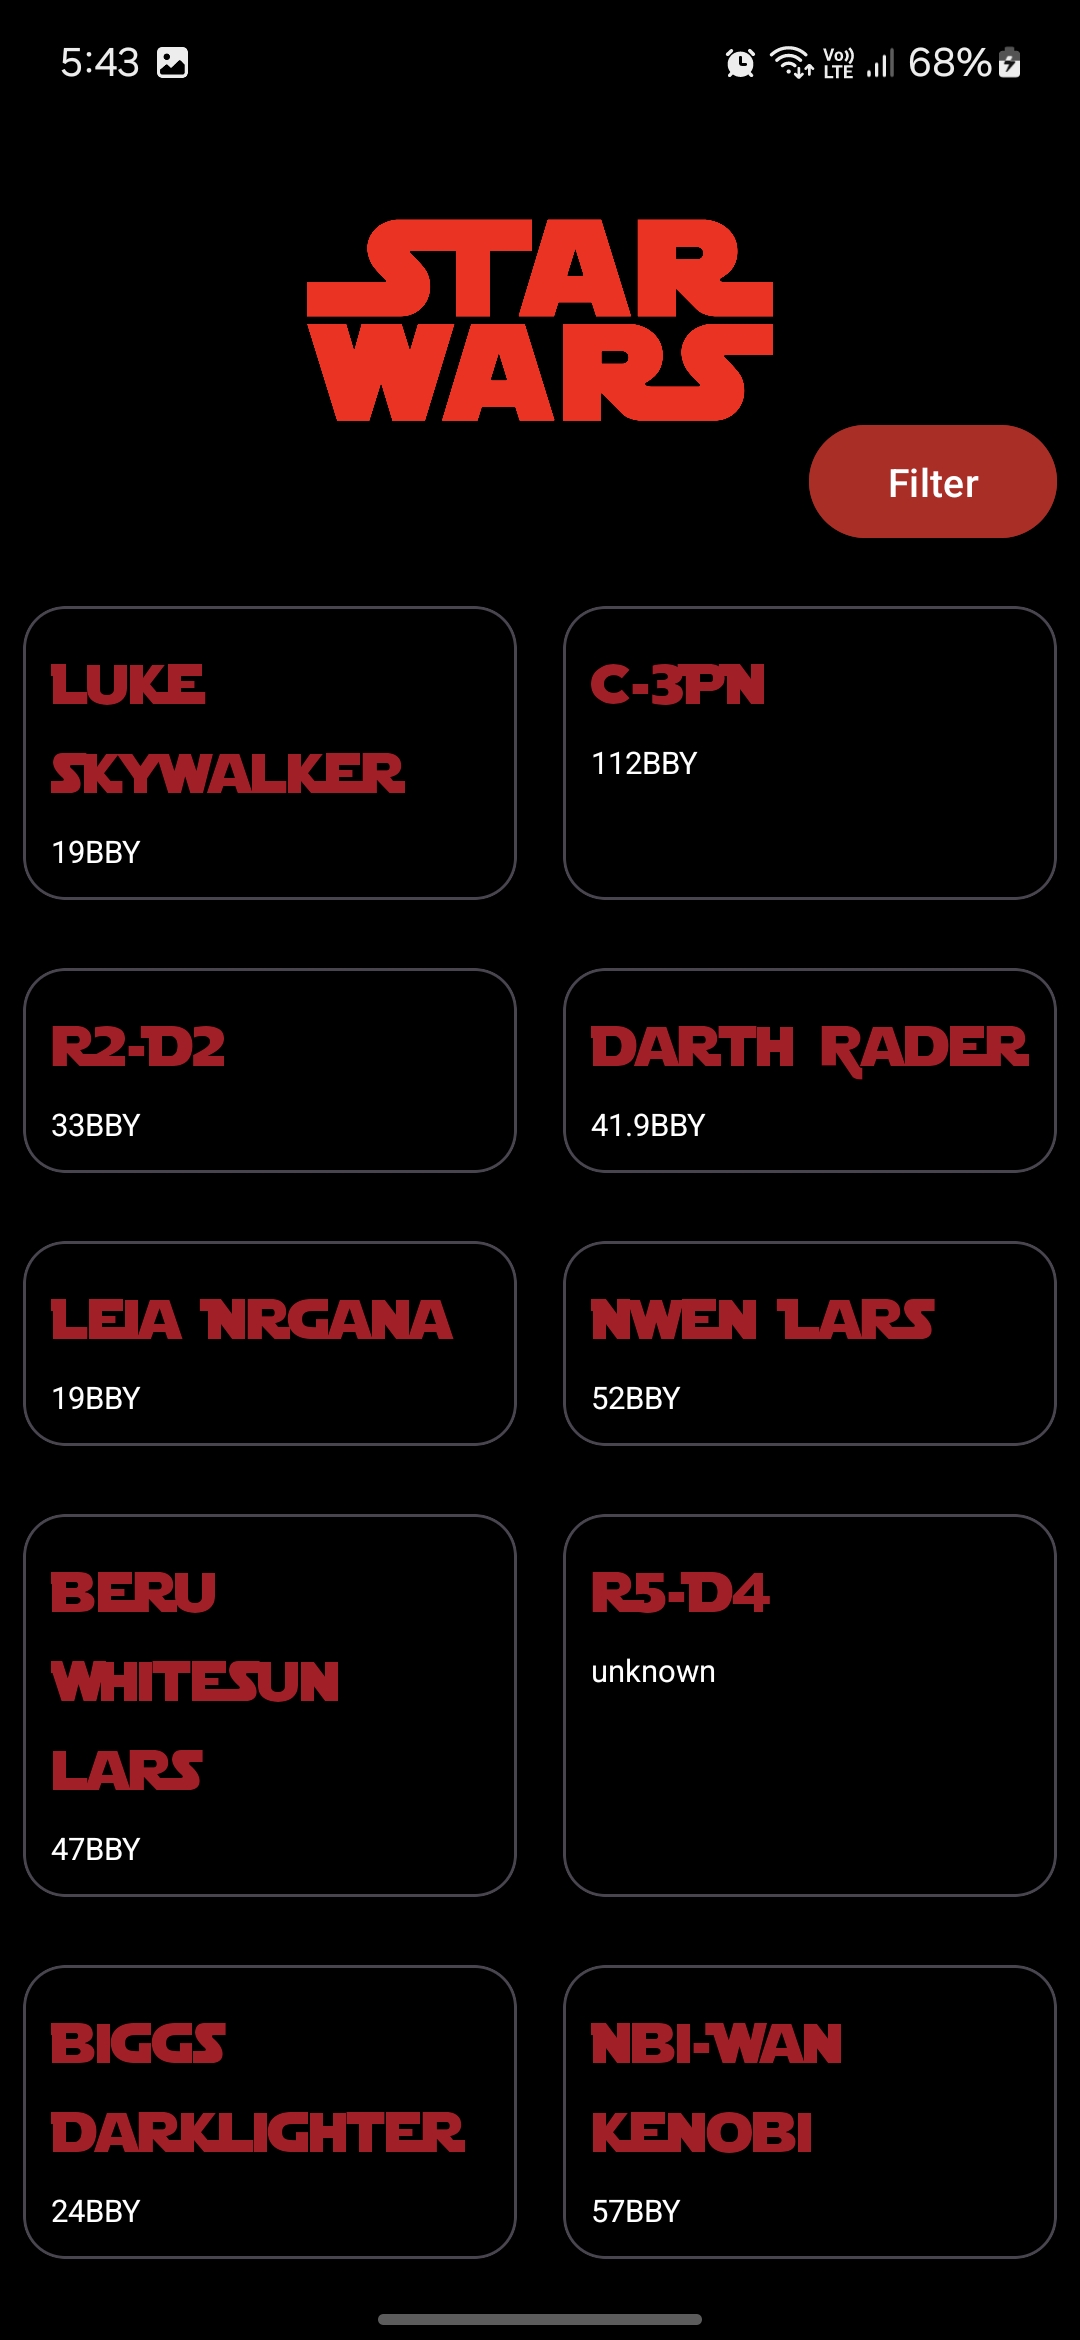 5:43
Vo)) LTE 68%
STAR
WARS
Filter
LUKE
SKYWALKER
19BBY
C-3PN
112BBY
R2-D2
33BBY
DARTH RADER
41.9BBY
LEIA NRGANA
19BBY
NWEN LARS
52BBY
BERU
WHITESUN
LARS
47BBY
R5-D4
unknown
BIGGS
DARKLIGHTER
24BBY
NBI-WAN
KENOBI
57BBY